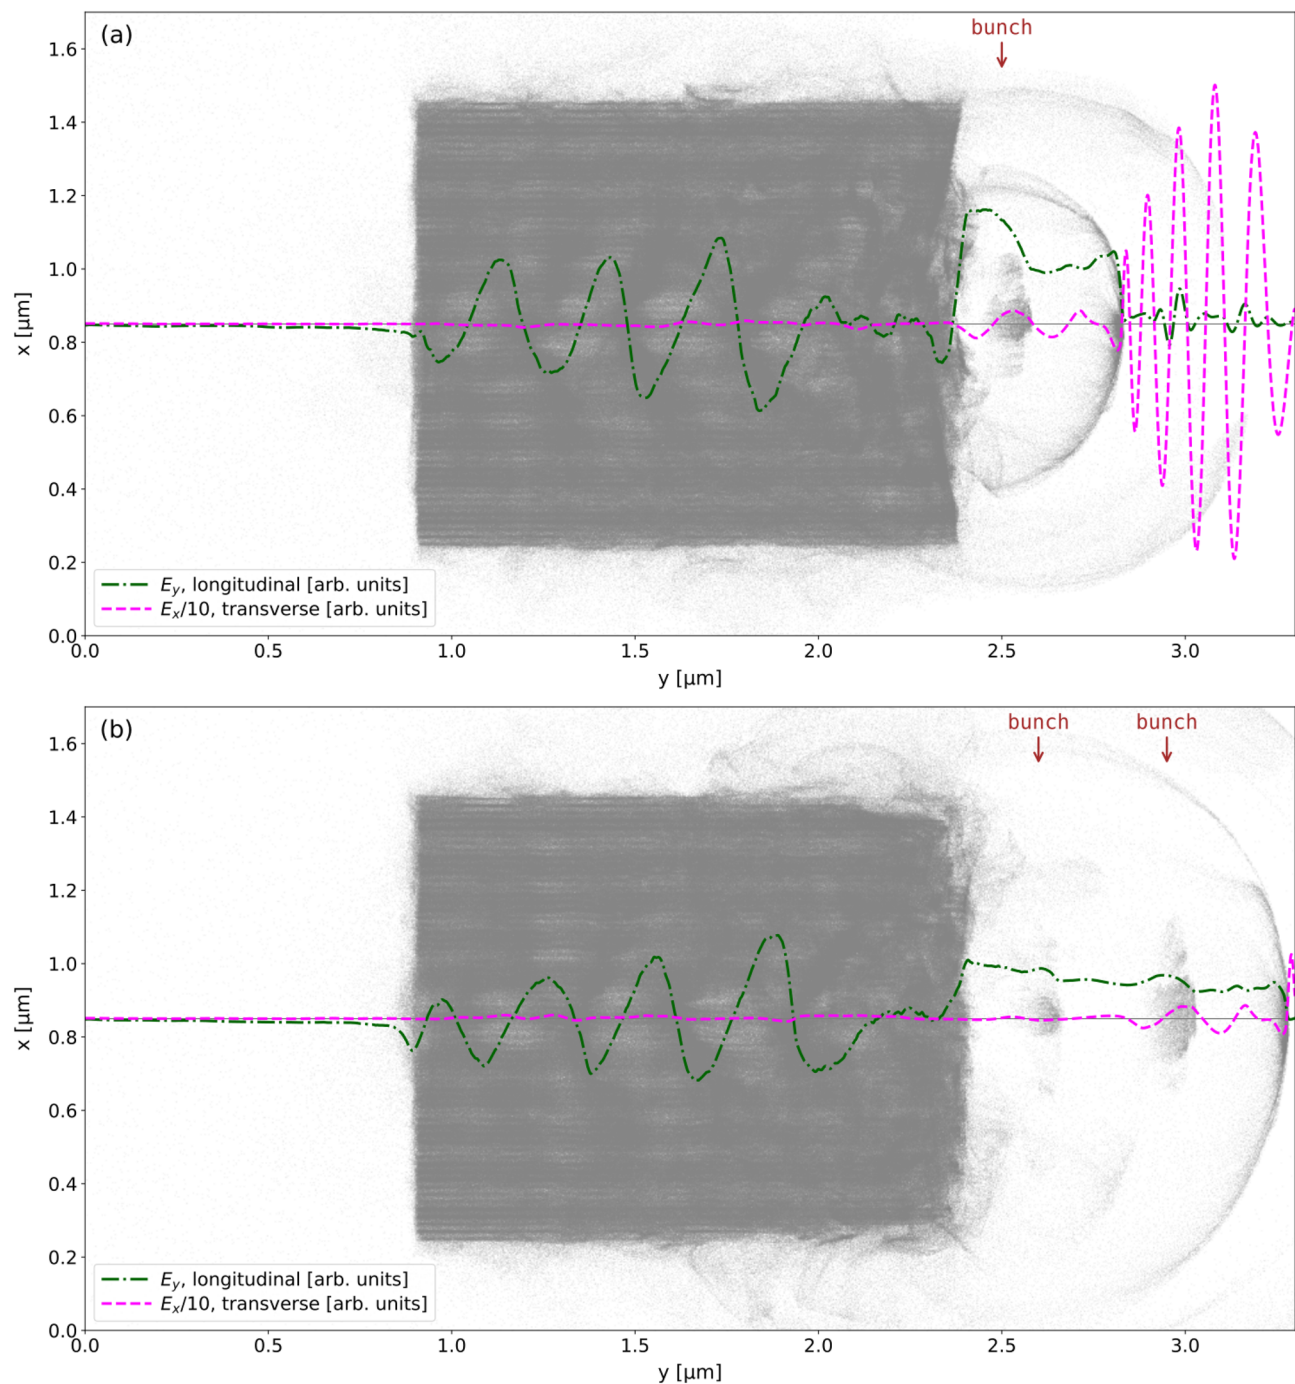 (a)
bunch
1.6
1.4
1.2
1.0
0.8
0.6
0.4
0.2
0.0
x [μm]
E_y, longitudinal [arb. units]
E_x/10, transverse [arb. units]
0.0 0.5 1.0 1.5 2.0 2.5 3.0
y [μm]
(b)
bunch bunch
1.6
1.4
1.2
1.0
0.8
0.6
0.4
0.2
0.0
x [μm]
E_y, longitudinal [arb. units]
E_x/10, transverse [arb. units]
0.0 0.5 1.0 1.5 2.0 2.5 3.0
y [μm]